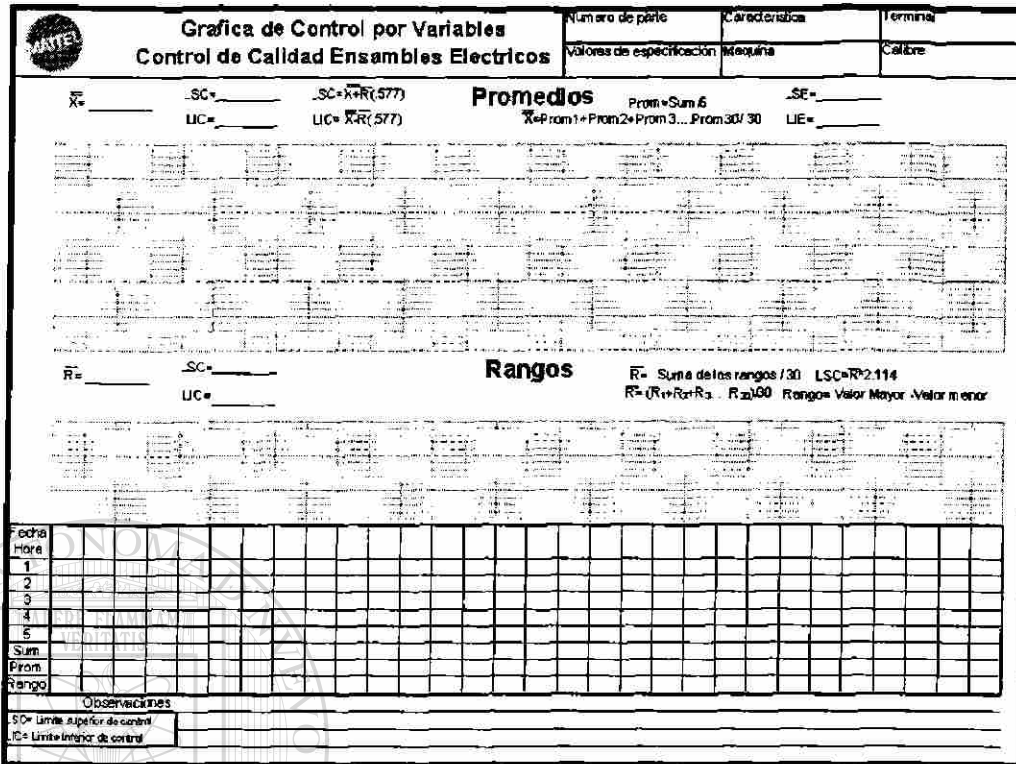 MATTEL
Grafica de Control por Variables
Control de Calidad Ensambles Electricos
Numero de parte
Caracteristica
Terminal
Valores de especificación
Maquina
Calibre
X̿=
LSC=
LSC=X̿+R̄(.577)
Promedios
Prom=Sum/5
LSE=
LIC=
LIC= X̿-R̄(.577)
X̿=Prom1+Prom2+Prom3...Prom30/ 30
LIE=
R̄=
LSC=
Rangos
R̄= Suma de los rangos /30 LSC=R̄*2.114
LIC=
R̄= (R1+R2+R3... R30)/30 Rango= Valor Mayor -Valor menor
Fecha
Hora
1
2
3
4
5
Sum
Prom
Rango
Observaciones
LSC= Limite superior de control
LIC= Limite inferior de control
VERITATIS